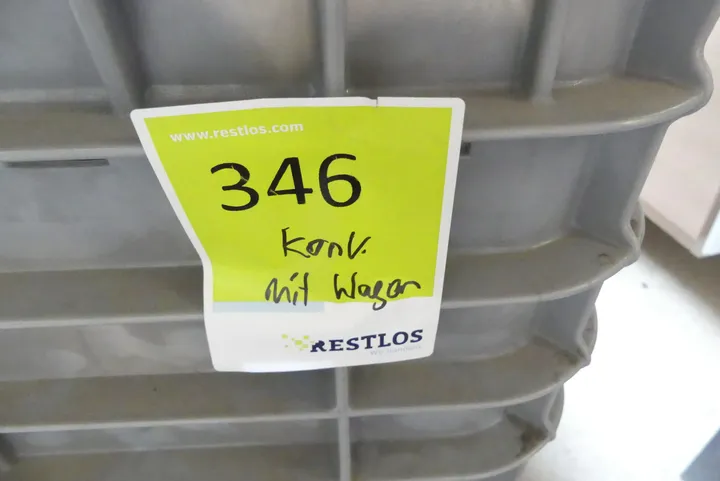 www.restlos.com
346
Konv.
Mit Wagen
RESTLOS